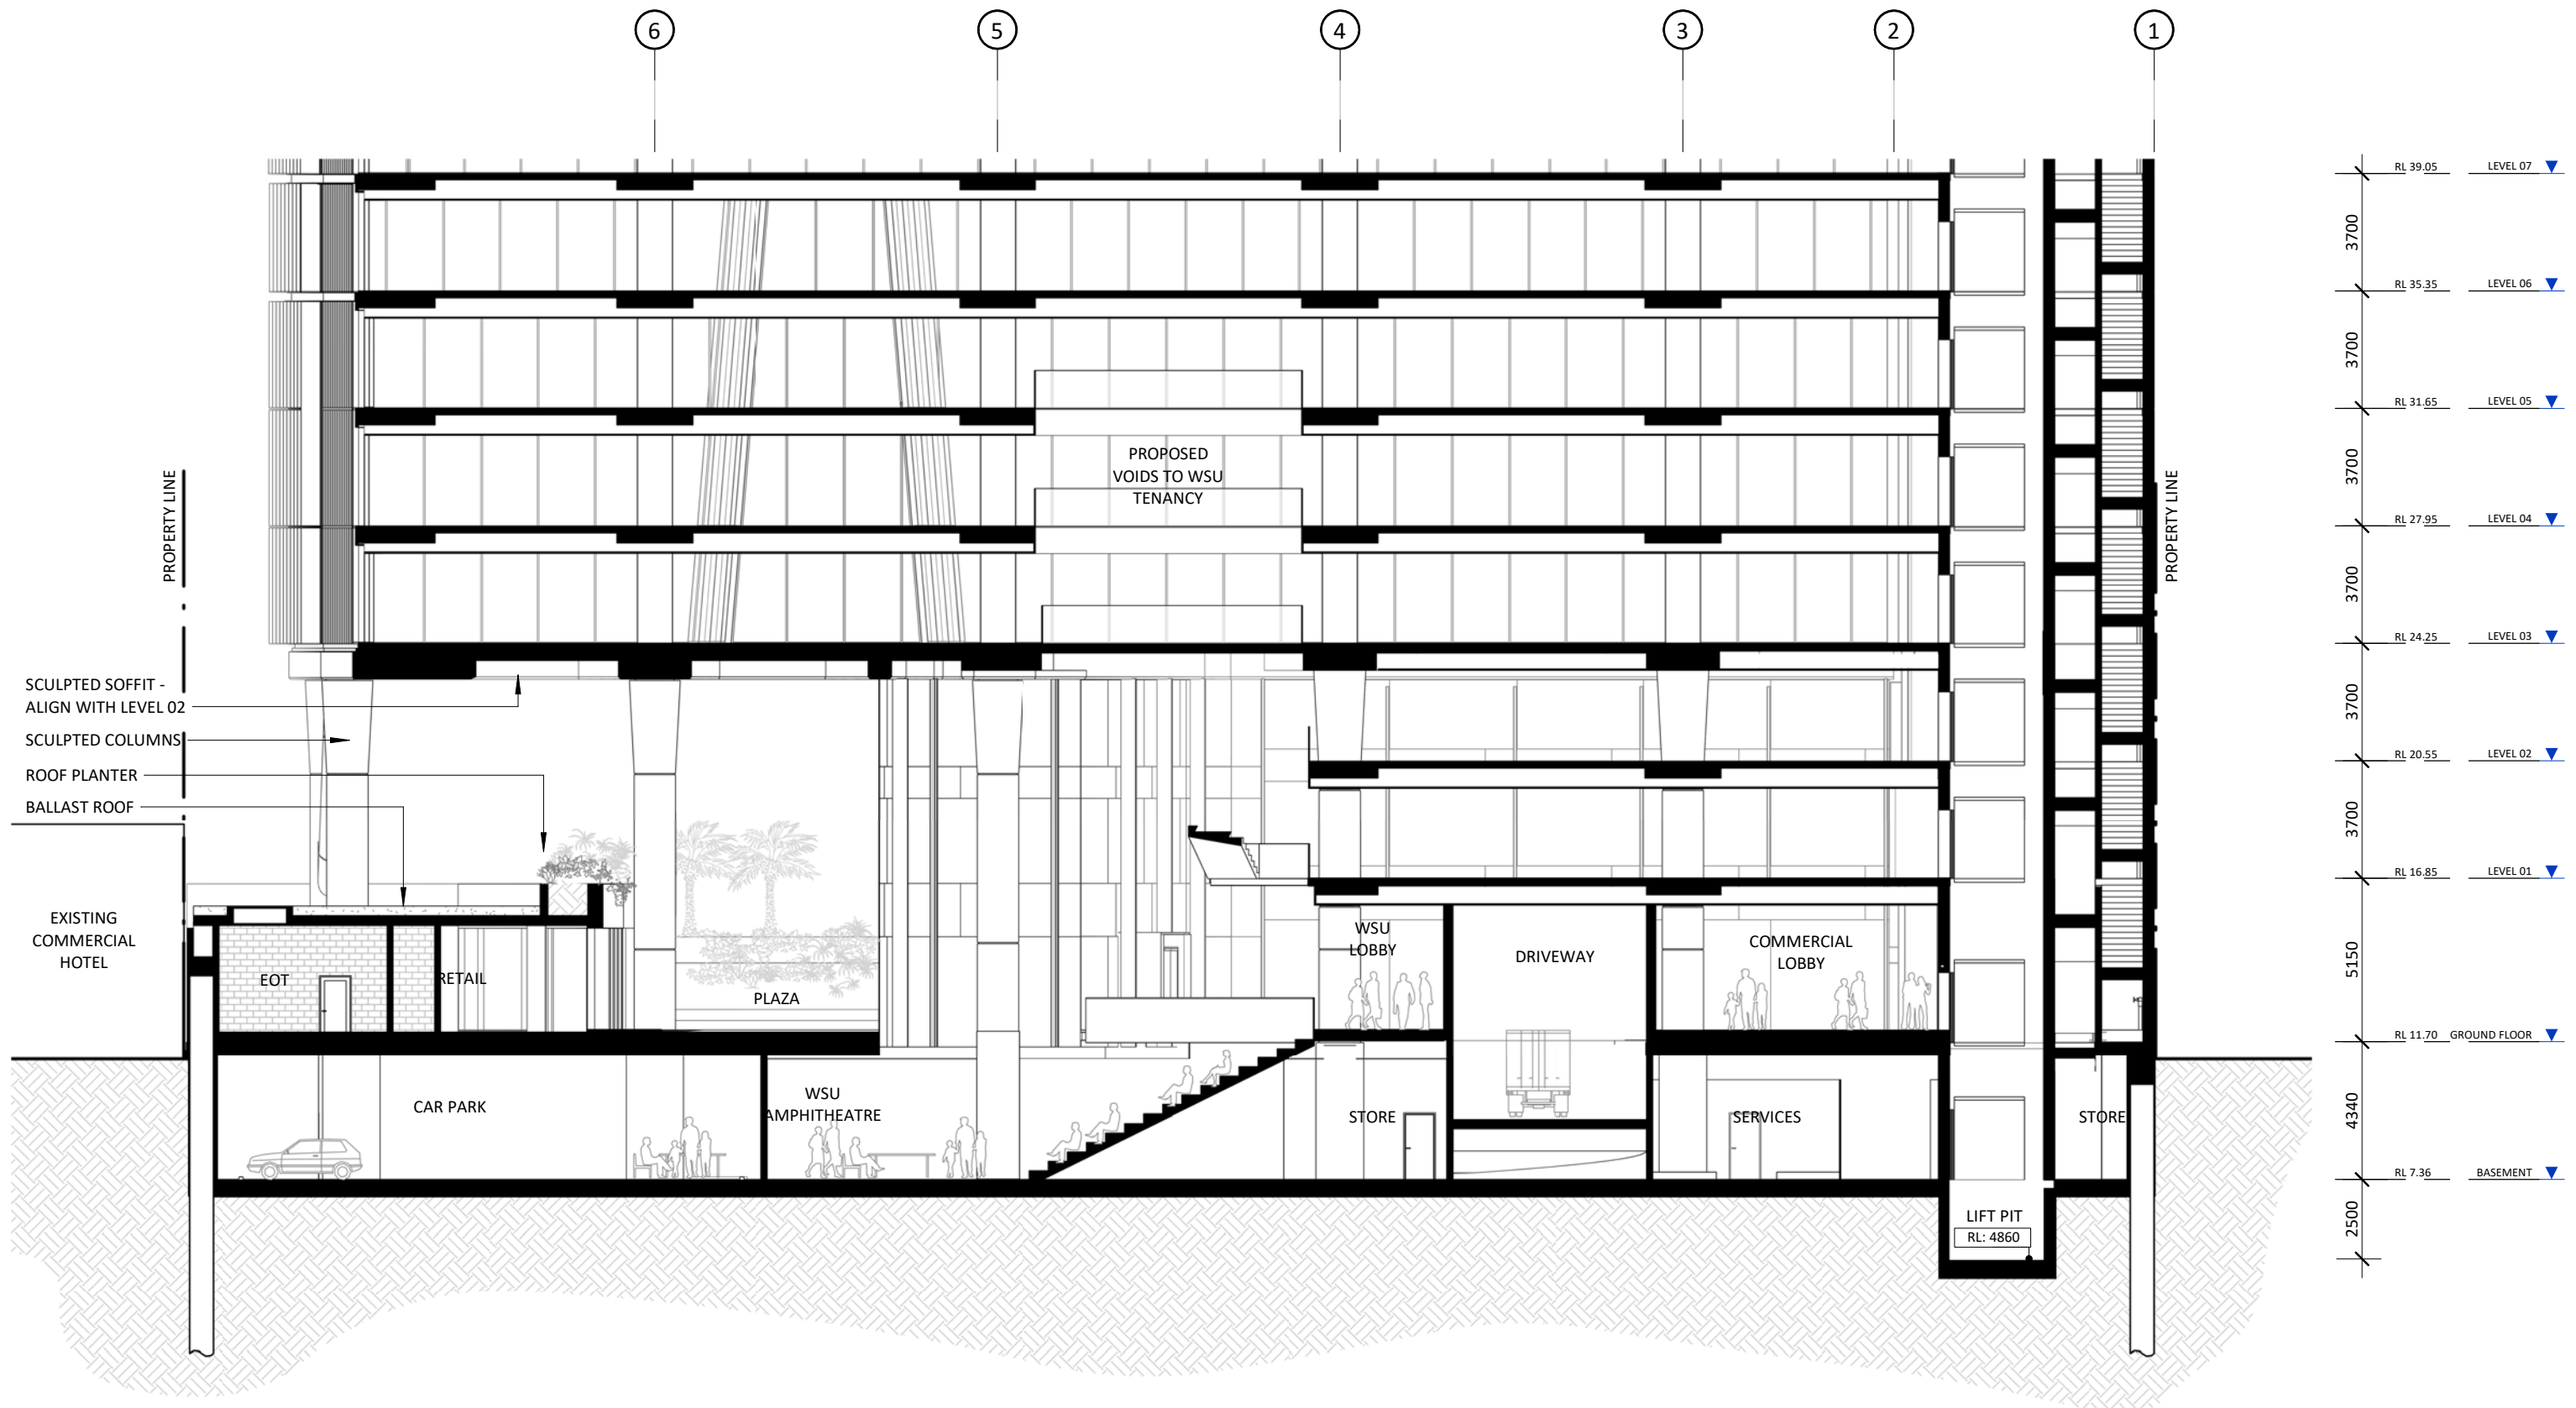 6
5
4
3
2
1
RL 39.05 LEVEL 07
3700
RL 35.35 LEVEL 06
3700
RL 31.65 LEVEL 05
3700
RL 27.95 LEVEL 04
3700
RL 24.25 LEVEL 03
3700
RL 20.55 LEVEL 02
3700
RL 16.85 LEVEL 01
5150
RL 11.70 GROUND FLOOR
4340
RL 7.36 BASEMENT
2500
PROPERTY LINE
PROPOSED
VOIDS TO WSU
TENANCY
PROPERTY LINE
SCULPTED SOFFIT -
ALIGN WITH LEVEL 02
SCULPTED COLUMNS
ROOF PLANTER
BALLAST ROOF
EXISTING
COMMERCIAL
HOTEL
EOT
RETAIL
PLAZA
WSU
LOBBY
DRIVEWAY
COMMERCIAL
LOBBY
CAR PARK
WSU
AMPHITHEATRE
STORE
SERVICES
STORE
LIFT PIT
RL: 4860